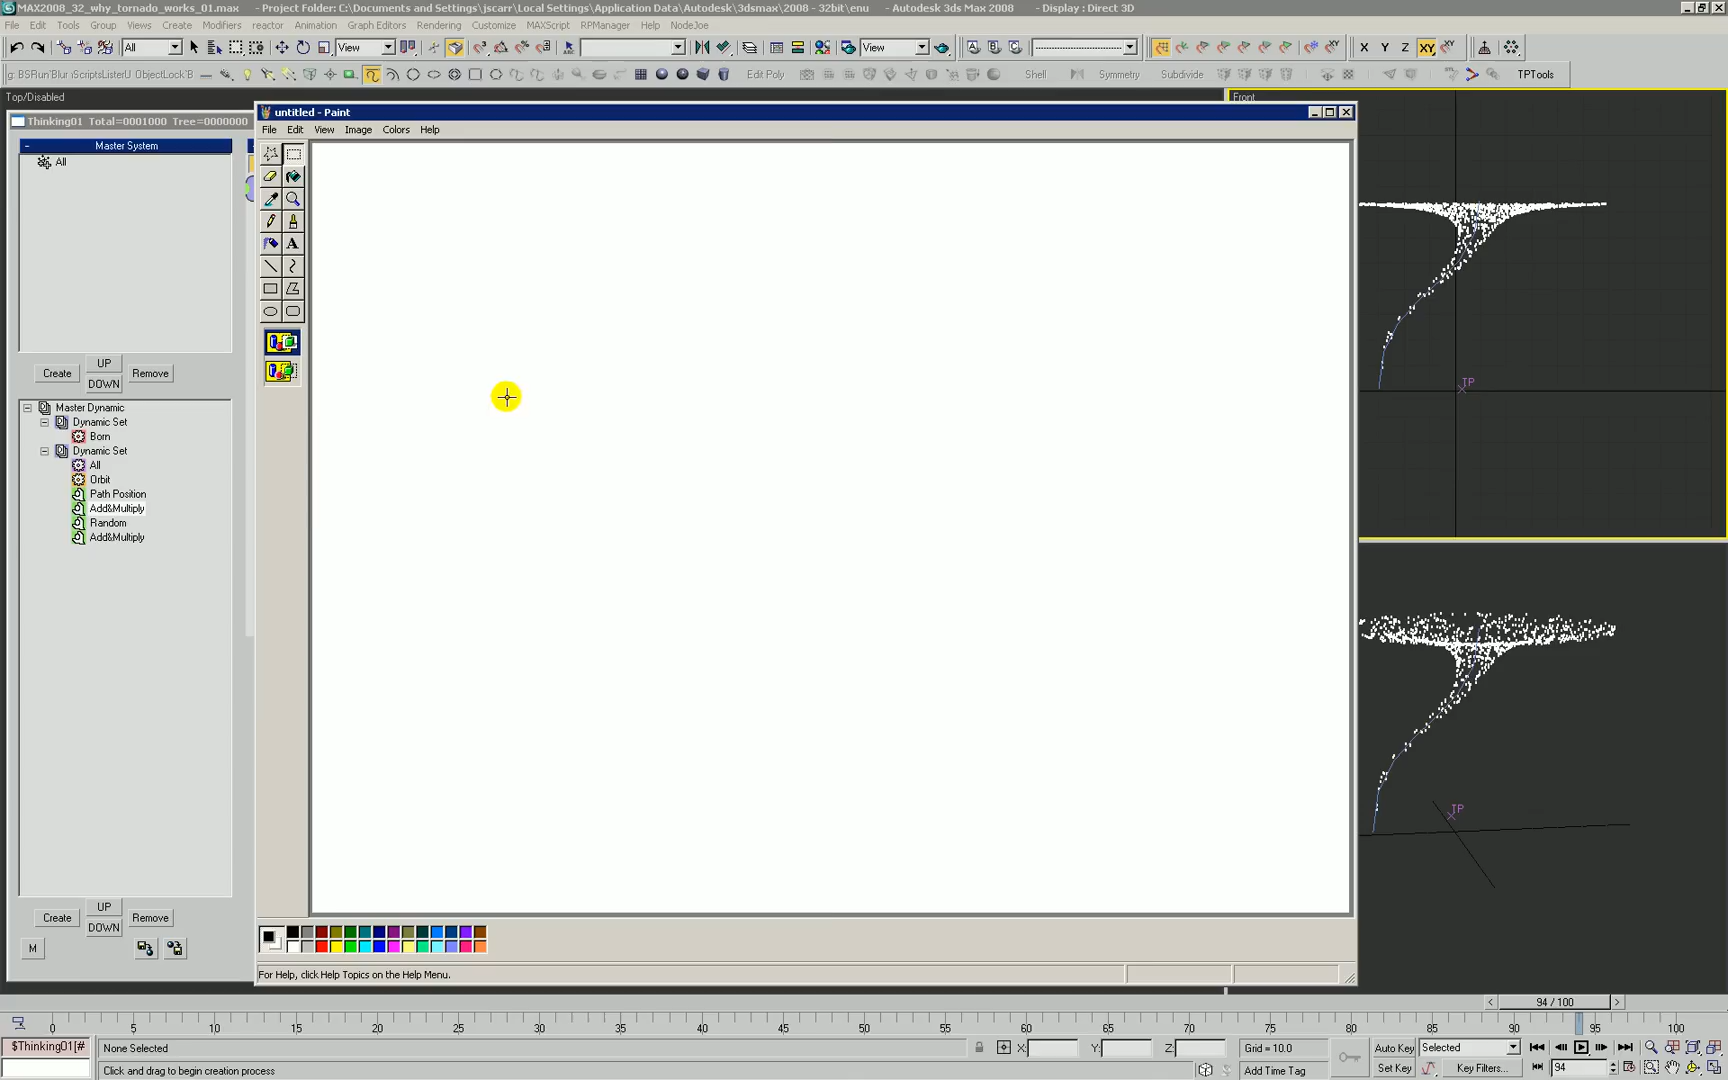 MAX2008_32_why_tornado_works_01.max - Project Folder: C:\Documents and Settings\jscarr\Local Settings\Application Data\Autodesk\3dsmax\2008 - 32bit\enu - Autodesk 3ds Max 2008 - Display : Direct 3D
File Edit Tools Group Views Create Modifiers reactor Animation Graph Editors Rendering Customize MAXScript RPManager Help NodeJoe
All View View X Y Z XY XY
Edit Poly Shell Symmetry Subdivide TPTools
Top/Disabled
Front
Thinking01 Total=0001000 Tree=0000000
untitled - Paint
File Edit View Image Colors Help
Master System
All
Create UP Remove
DOWN
Master Dynamic
Dynamic Set
Born
Dynamic Set
All
Orbit
Path Position
Add&Multiply
Random
Add&Multiply
TP
TP
Create UP Remove
DOWN
M
For Help, click Help Topics on the Help Menu.
94 / 100
0 5 10 15 20 25 30 35 40 45 50 55 60 65 70 75 80 85 90 95 100
$Thinking01[# None Selected X: Y: Z: Grid = 10.0 Auto Key Selected
Click and drag to begin creation process Add Time Tag Set Key Key Filters... 94